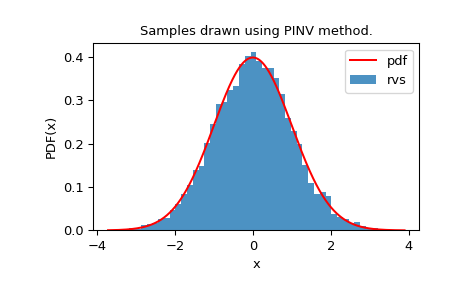 Samples drawn using PINV method.
pdf
rvs
PDF(x)
0.4
0.3
0.2
0.1
0.0
−4 −2 0 2 4
x